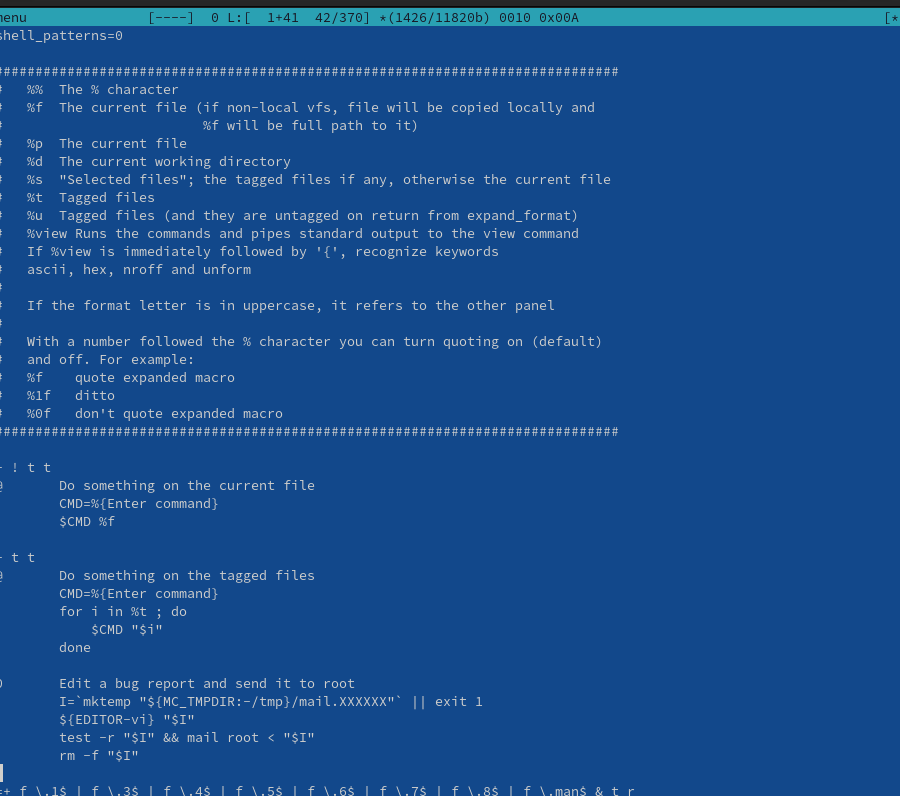 menu [----] 0 L:[ 1+41 42/370] *(1426/11820b) 0010 0x00A [*
shell_patterns=0
##############################################################################
# %% The % character
# %f The current file (if non-local vfs, file will be copied locally and
# %f will be full path to it)
# %p The current file
# %d The current working directory
# %s "Selected files"; the tagged files if any, otherwise the current file
# %t Tagged files
# %u Tagged files (and they are untagged on return from expand_format)
# %view Runs the commands and pipes standard output to the view command
# If %view is immediately followed by '{', recognize keywords
# ascii, hex, nroff and unform
#
# If the format letter is in uppercase, it refers to the other panel
#
# With a number followed the % character you can turn quoting on (default)
# and off. For example:
# %f quote expanded macro
# %1f ditto
# %0f don't quote expanded macro
##############################################################################
+ ! t t
@ Do something on the current file
CMD=%{Enter command}
$CMD %f
+ t t
@ Do something on the tagged files
CMD=%{Enter command}
for i in %t ; do
$CMD "$i"
done
0 Edit a bug report and send it to root
I=`mktemp "${MC_TMPDIR:-/tmp}/mail.XXXXXX"` || exit 1
${EDITOR-vi} "$I"
test -r "$I" && mail root < "$I"
rm -f "$I"
=+ f \.1$ | f \.3$ | f \.4$ | f \.5$ | f \.6$ | f \.7$ | f \.8$ | f \.man$ & t r